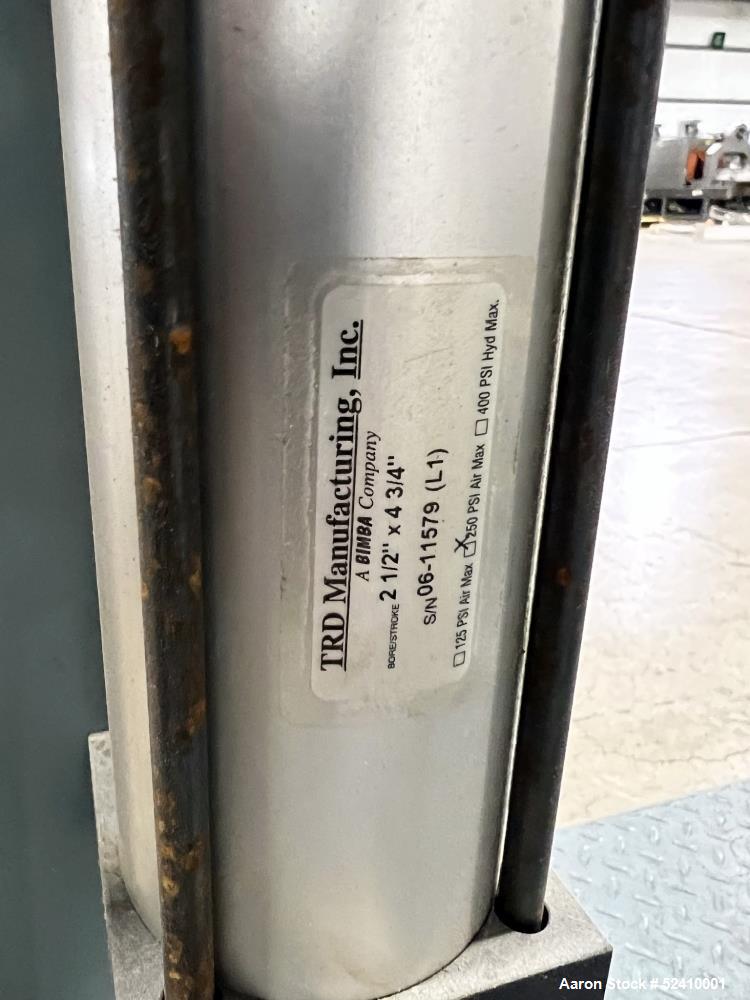 TRD Manufacturing, Inc.
A BIMBA Company
BORE/STROKE 2 1/2" x 4 3/4"
S/N 06-11579 (L1)
☐ 125 PSI Air Max ☒ 250 PSI Air Max ☐ 400 PSI Hyd Max.
Aaron Stock # 52410001